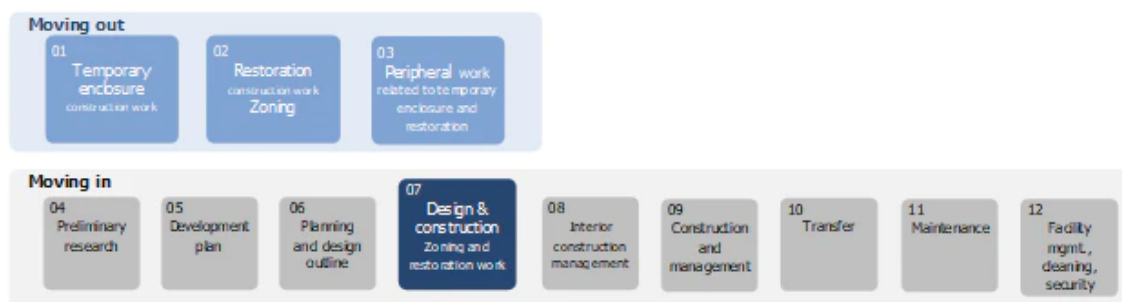 Moving out
01
Temporary
enclosure
construction work
02
Restoration
construction work
Zoning
03
Peripheral work
related to temporary
enclosure and
restoration
Moving in
04
Preliminary
research
05
Development
plan
06
Planning
and design
outline
07
Design &
construction
Zoning and
restoration work
08
Interior
construction
management
09
Construction
and
management
10
Transfer
11
Maintenance
12
Facility
mgmt.,
cleaning,
security